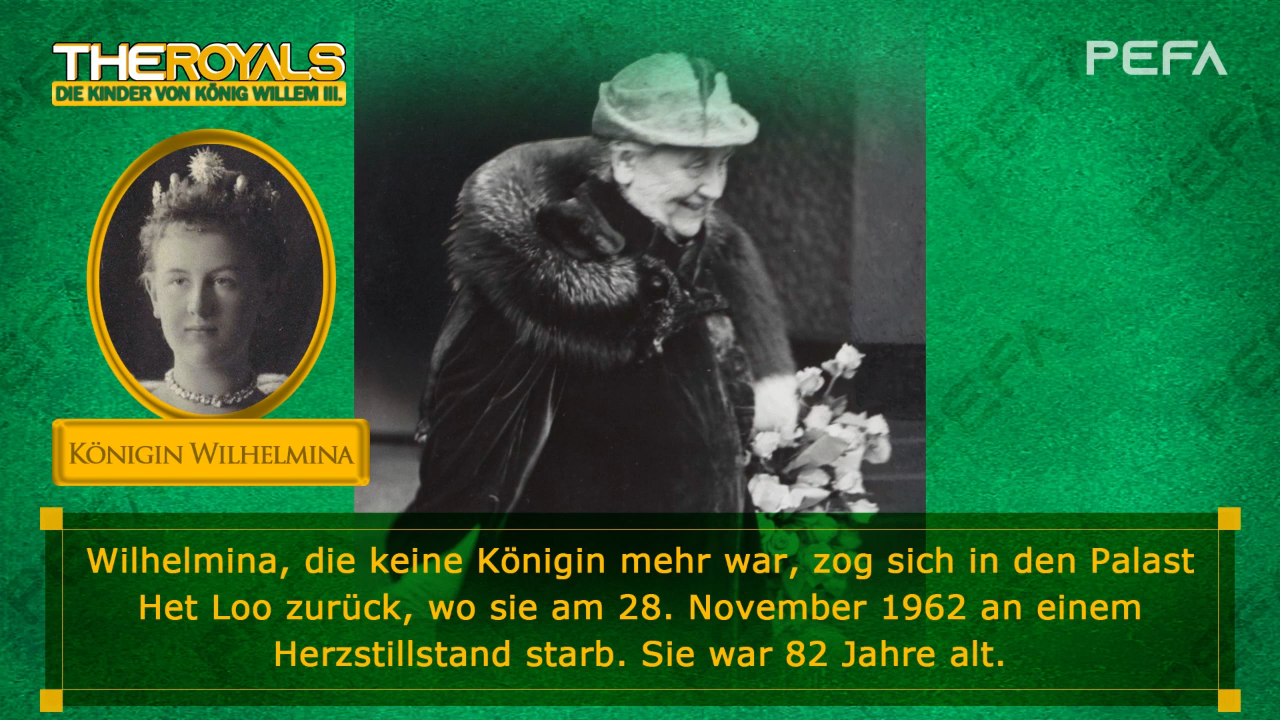 THEROYALS
DIE KINDER VON KÖNIG WILLEM III.
PEFA
KÖNIGIN WILHELMINA
Wilhelmina, die keine Königin mehr war, zog sich in den Palast
Het Loo zurück, wo sie am 28. November 1962 an einem
Herzstillstand starb. Sie war 82 Jahre alt.